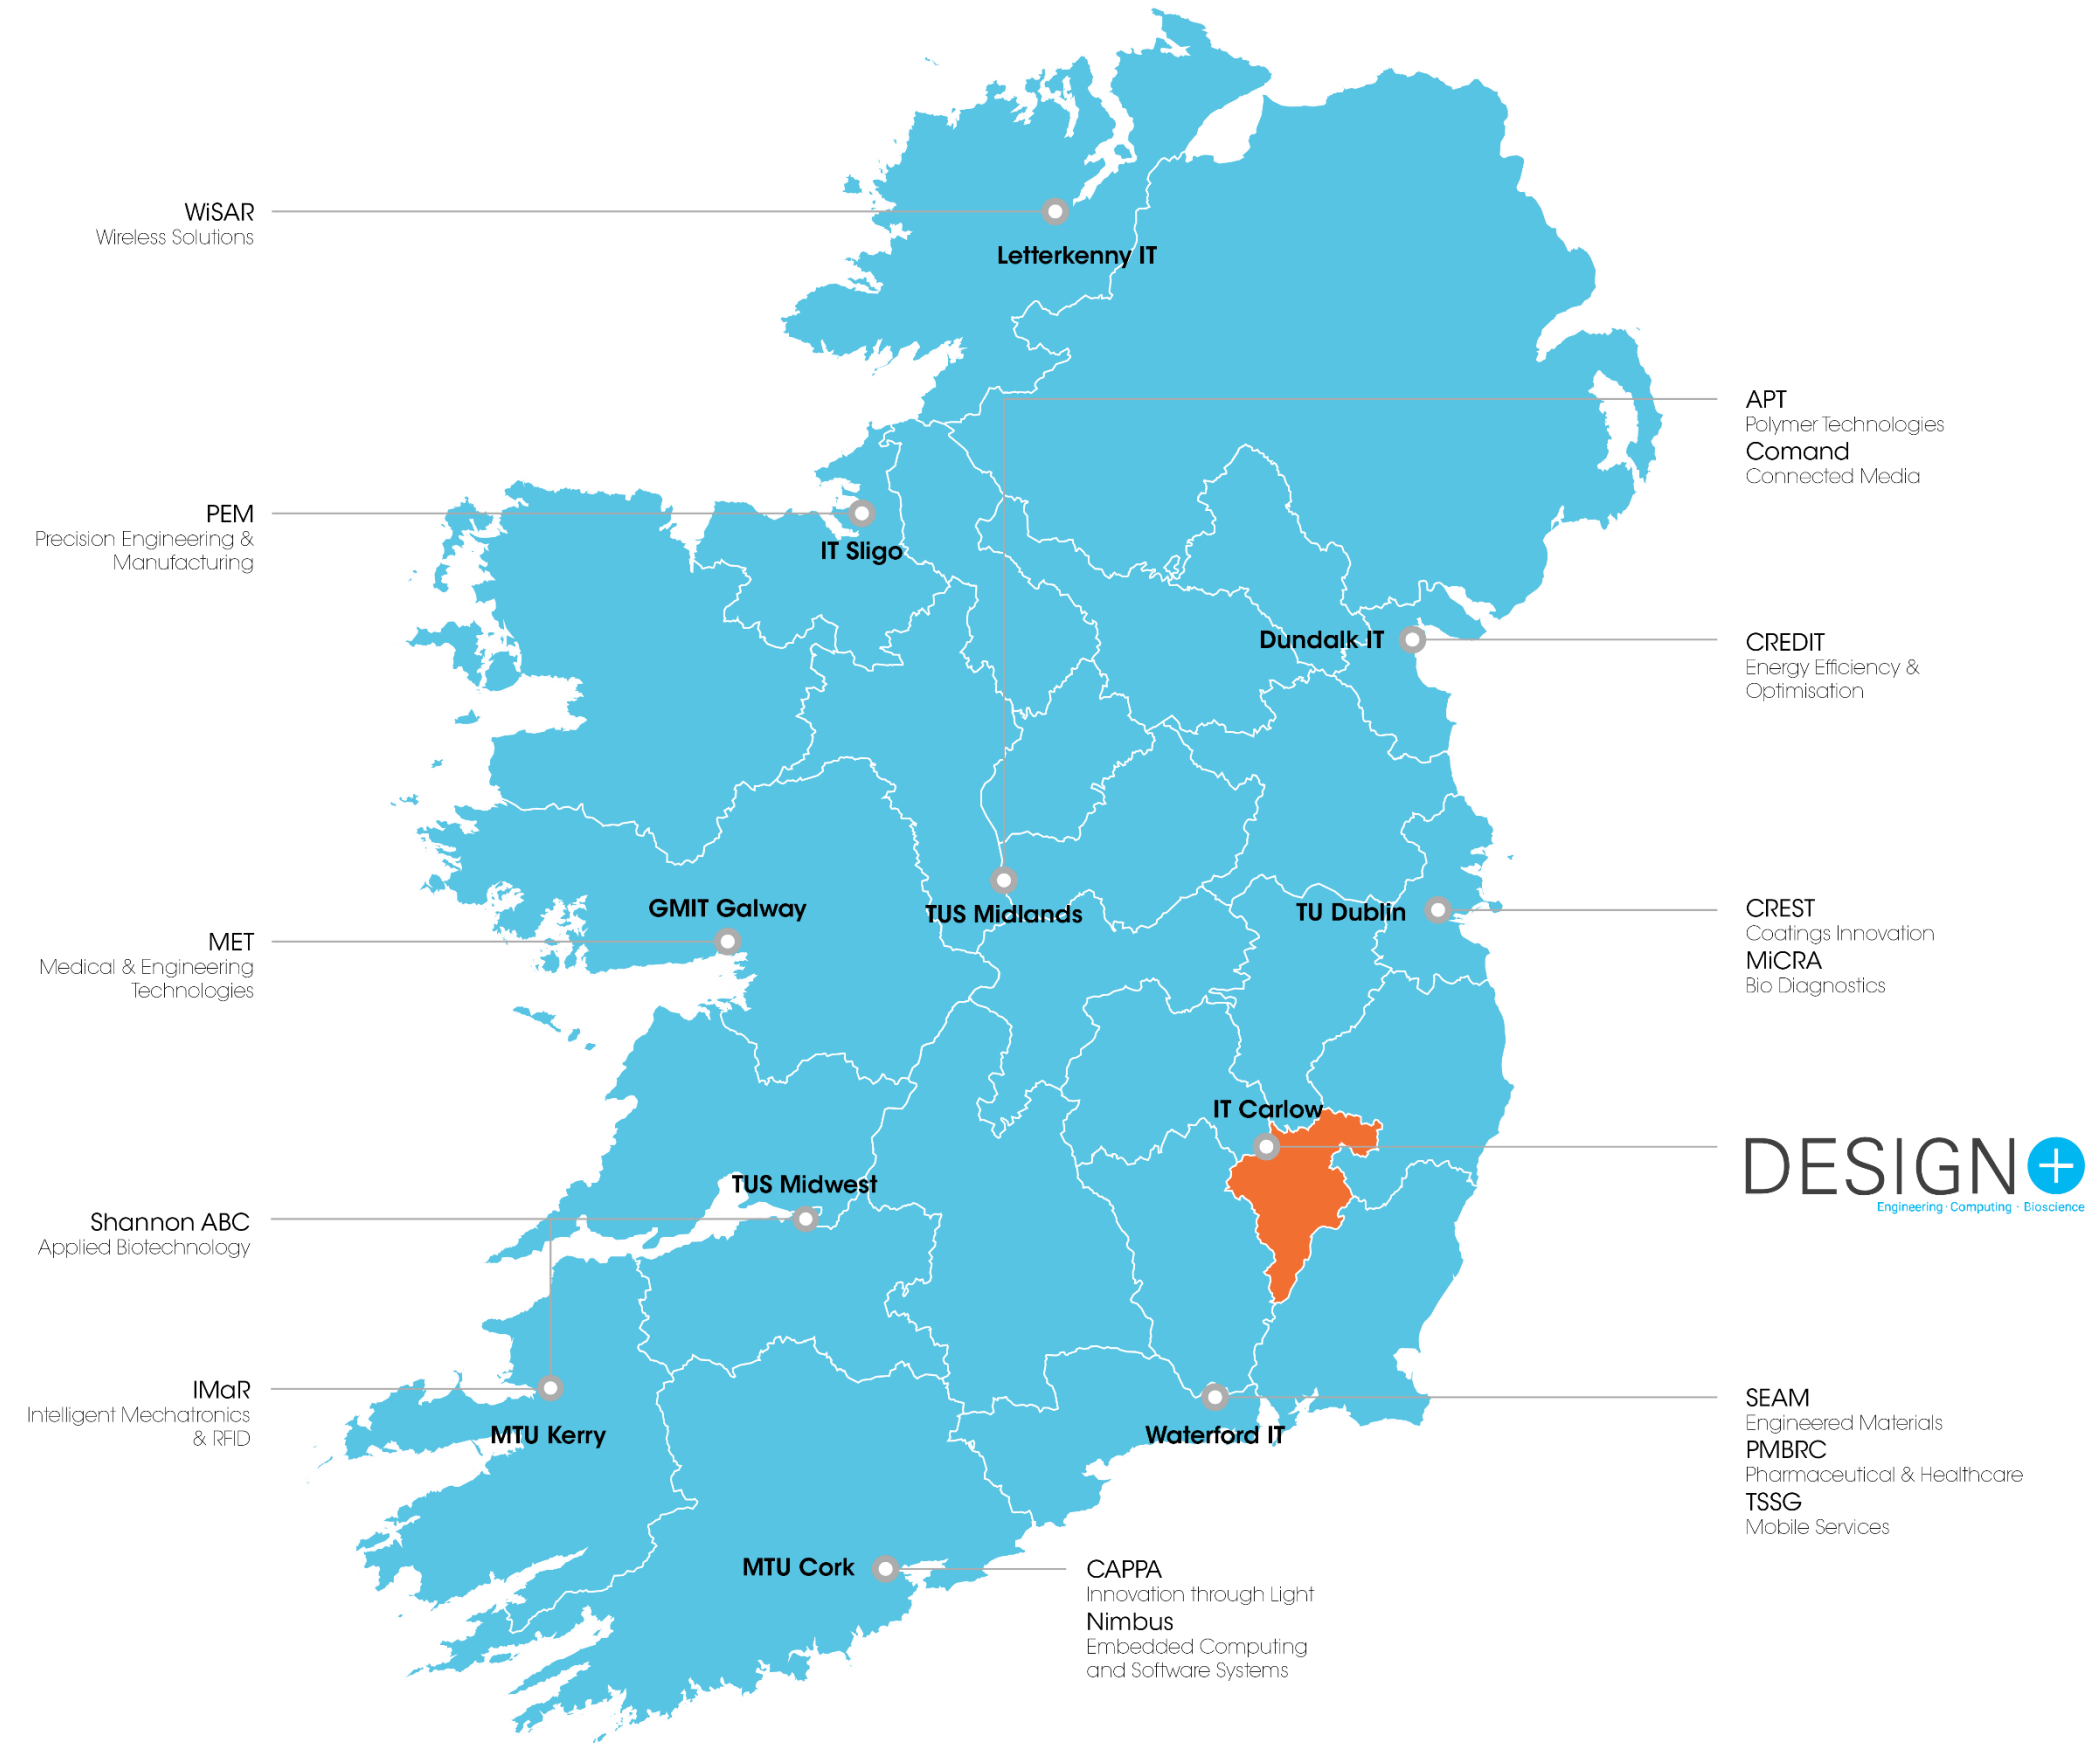 WiSAR
Wireless Solutions
Letterkenny IT
APT
Polymer Technologies
Comand
Connected Media
PEM
Precision Engineering &
Manufacturing
IT Sligo
Dundalk IT
CREDIT
Energy Efficiency &
Optimisation
GMIT Galway
TUS Midlands
TU Dublin
CREST
Coatings Innovation
MiCRA
Bio Diagnostics
MET
Medical & Engineering
Technologies
IT Carlow
DESIGN+
Engineering · Computing · Bioscience
TUS Midwest
Shannon ABC
Applied Biotechnology
IMaR
Intelligent Mechatronics
& RFID
MTU Kerry
Waterford IT
SEAM
Engineered Materials
PMBRC
Pharmaceutical & Healthcare
TSSG
Mobile Services
MTU Cork
CAPPA
Innovation through Light
Nimbus
Embedded Computing
and Software Systems